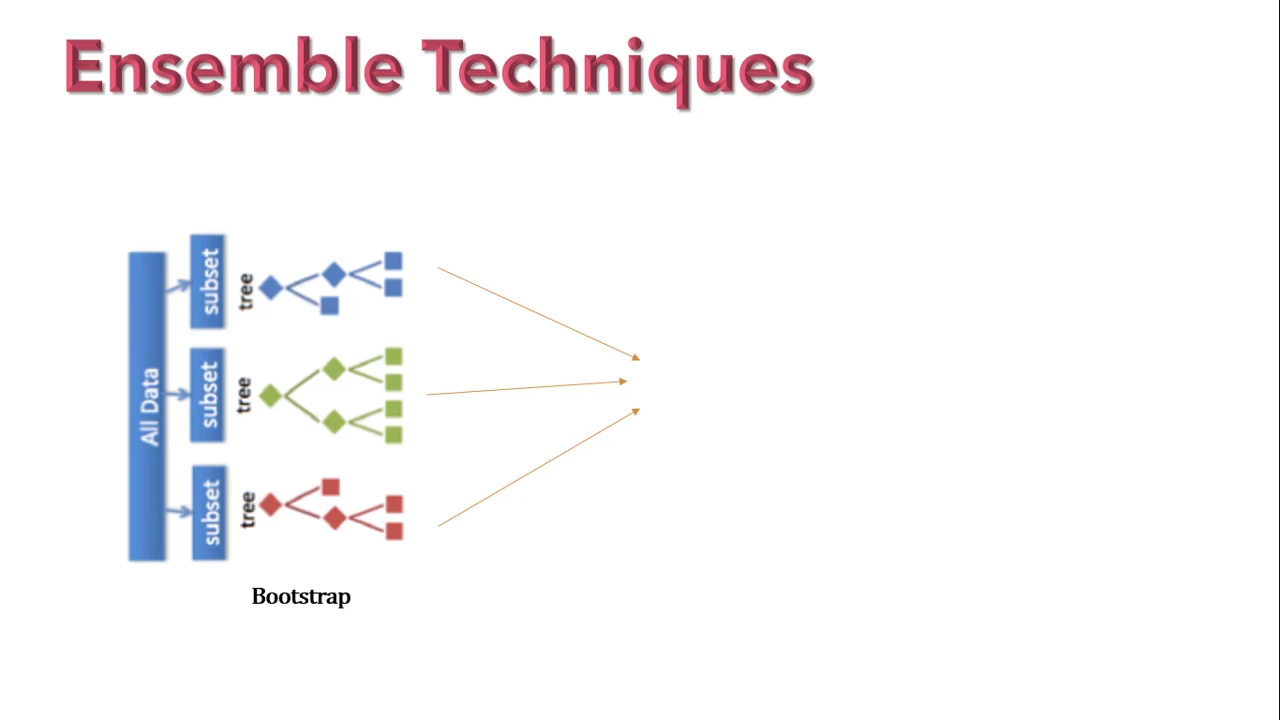 Ensemble Techniques
All Data
subset
tree
subset
tree
subset
tree
Bootstrap